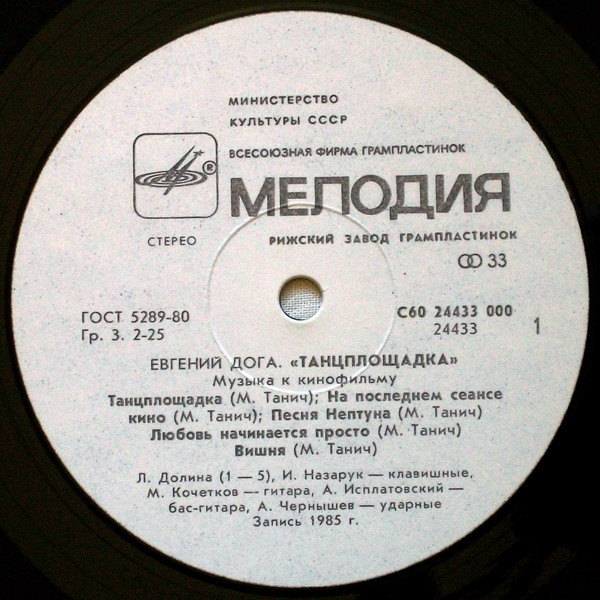 МИНИСТЕРСТВО
КУЛЬТУРЫ СССР
ВСЕСОЮЗНАЯ ФИРМА ГРАМПЛАСТИНОК
®
МЕЛОДИЯ
СТЕРЕО
РИЖСКИЙ ЗАВОД ГРАМПЛАСТИНОК
33
ГОСТ 5289-80
Гр. 3. 2-25
С60 24433 000
24433
1
ЕВГЕНИЙ ДОГА. «ТАНЦПЛОЩАДКА»
Музыка к кинофильму
Танцплощадка (М. Танич); На последнем сеансе
кино (М. Танич); Песня Нептуна (М. Танич)
Любовь начинается просто (М. Танич)
Вишня (М. Танич)
Л. Долина (1 — 5), И. Назарук — клавишные,
М. Кочетков — гитара, А. Исплатовский —
бас-гитара, А. Чернышев — ударные
Запись 1985 г.